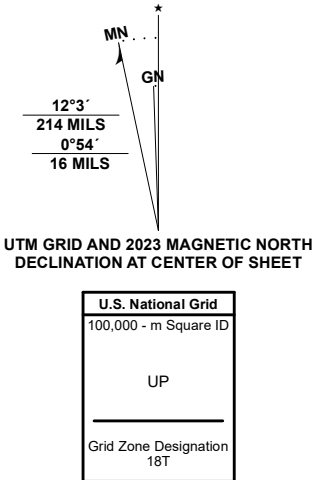 ★
MN
GN
12°3´
214 MILS
0°54´
16 MILS
UTM GRID AND 2023 MAGNETIC NORTH
DECLINATION AT CENTER OF SHEET
U.S. National Grid
100,000 - m Square ID
UP
Grid Zone Designation
18T